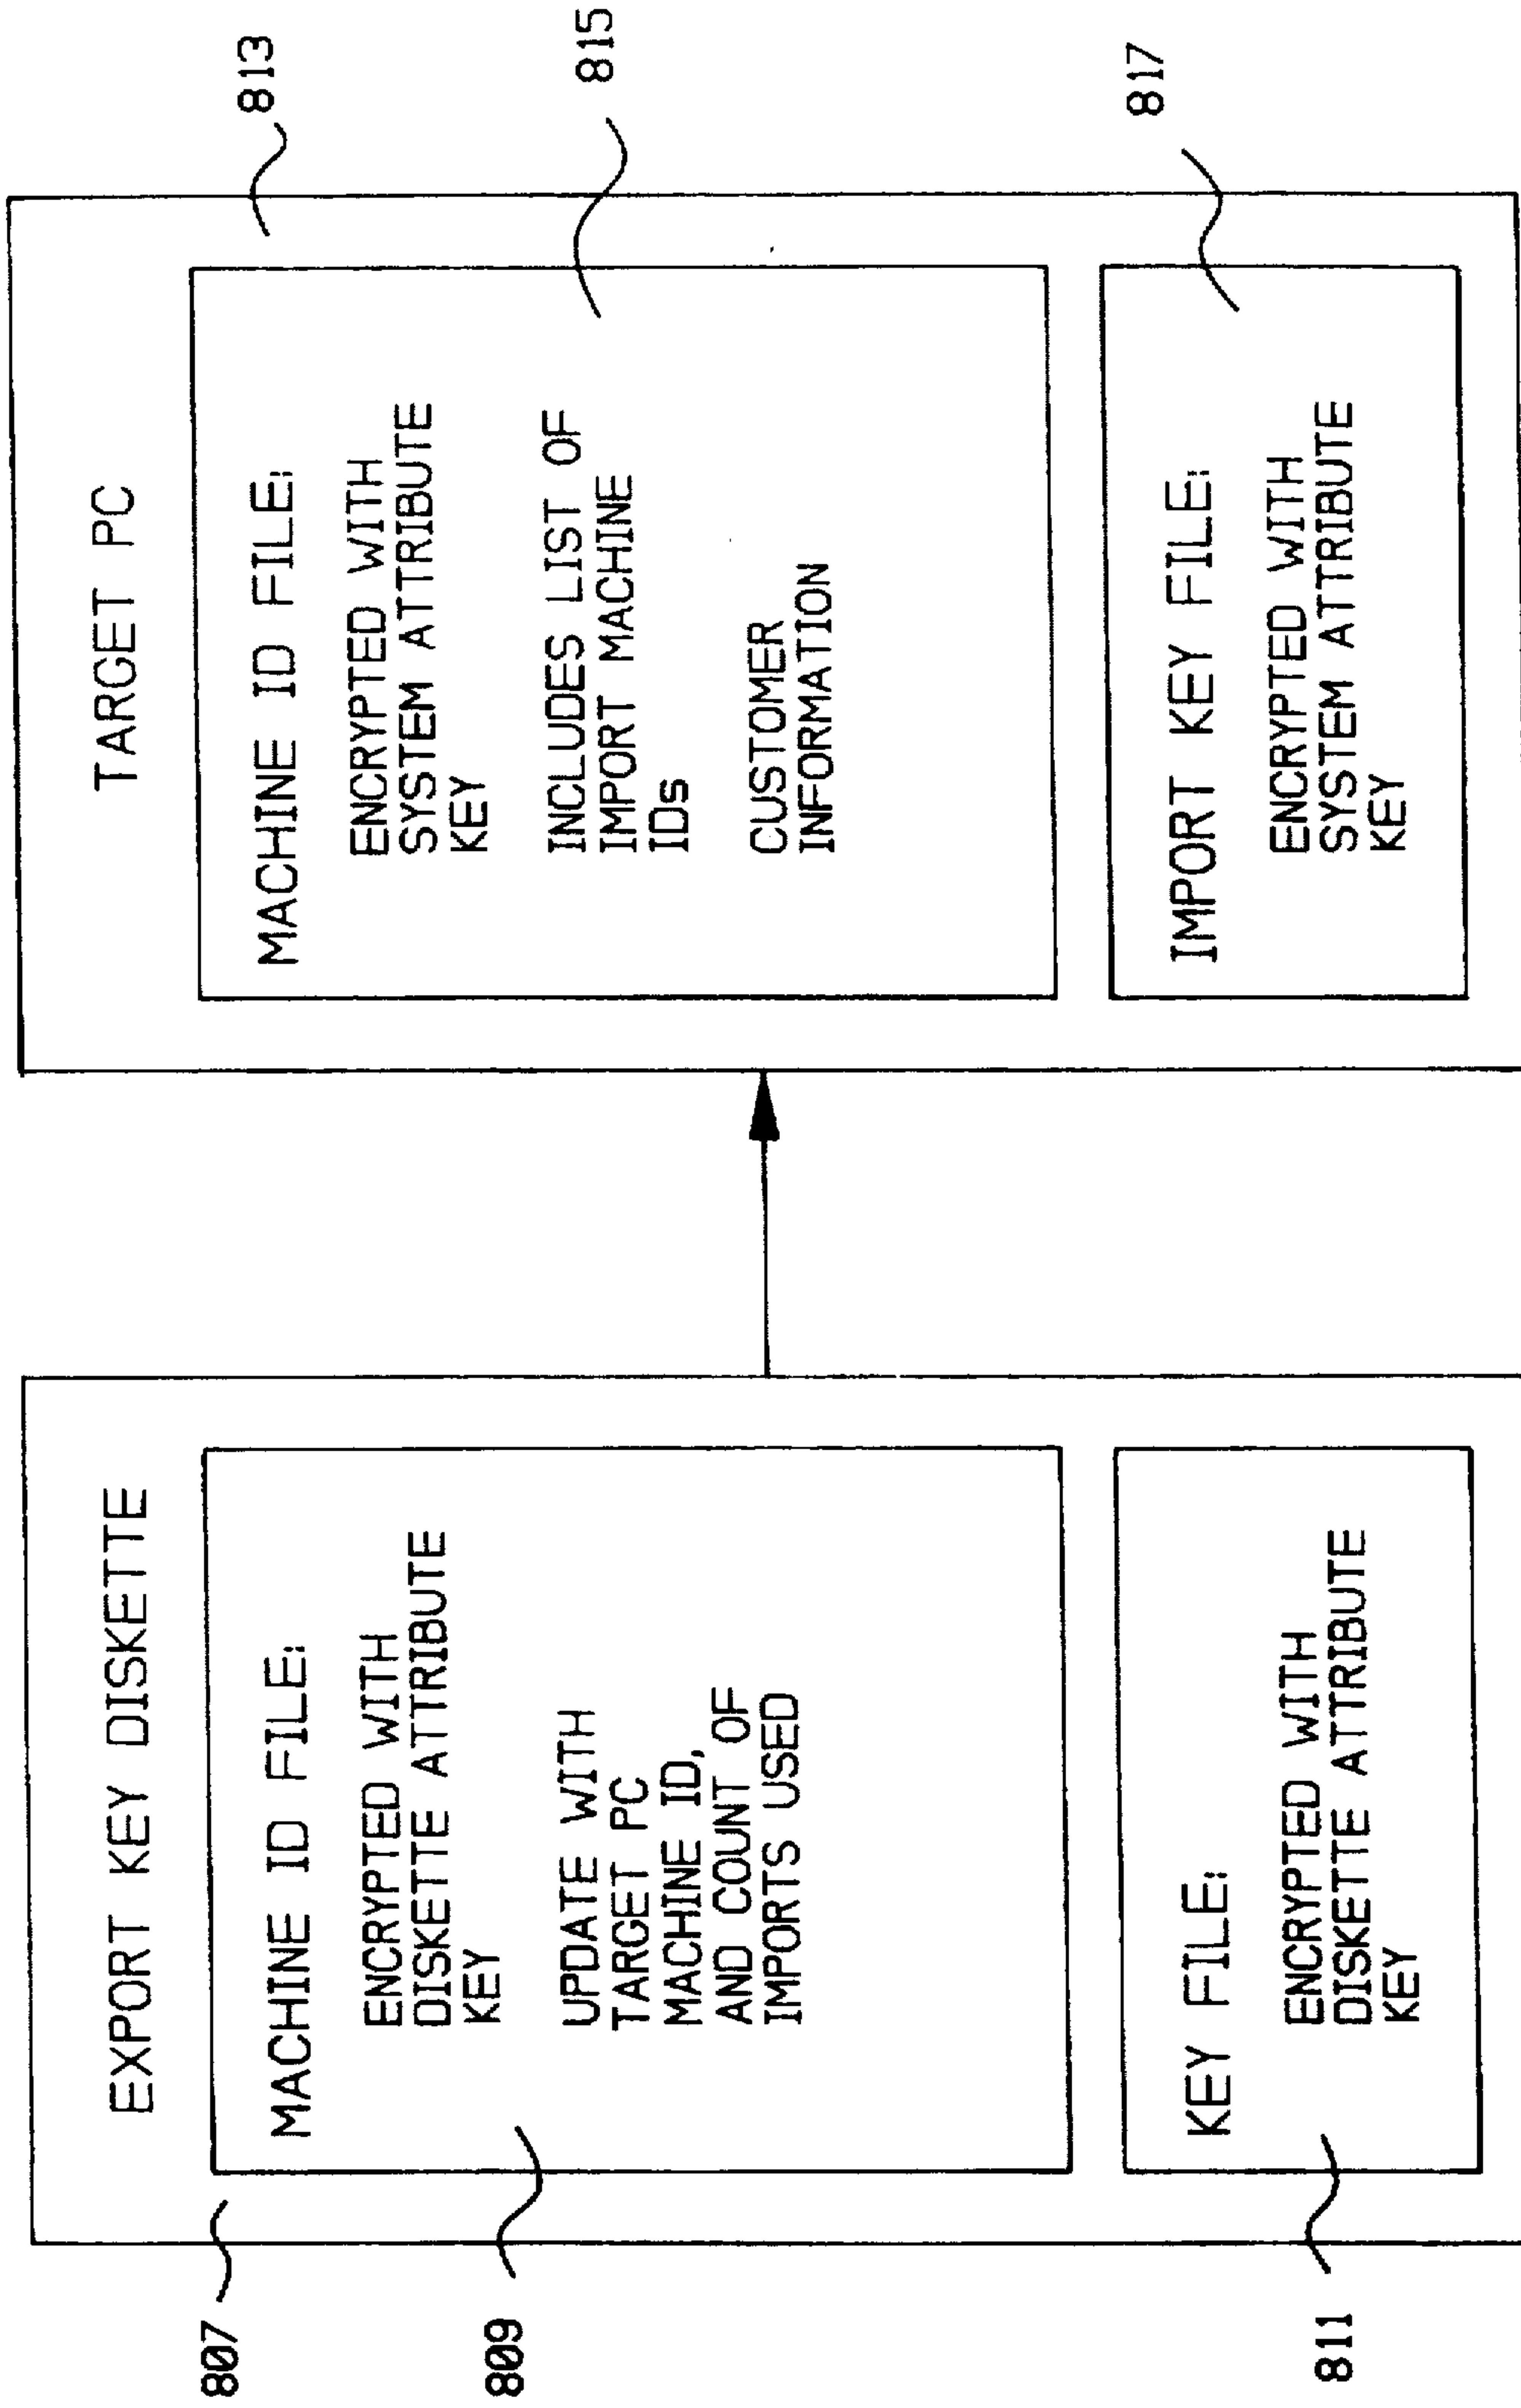 EXPORT KEY DISKETTE
807
MACHINE ID FILE:
ENCRYPTED WITH
DISKETTE ATTRIBUTE
KEY
809
UPDATE WITH
TARGET PC
MACHINE ID,
AND COUNT OF
IMPORTS USED
KEY FILE:
811
ENCRYPTED WITH
DISKETTE ATTRIBUTE
KEY
TARGET PC
813
MACHINE ID FILE:
ENCRYPTED WITH
SYSTEM ATTRIBUTE
KEY
815
INCLUDES LIST OF
IMPORT MACHINE
IDs
CUSTOMER
INFORMATION
IMPORT KEY FILE:
817
ENCRYPTED WITH
SYSTEM ATTRIBUTE
KEY